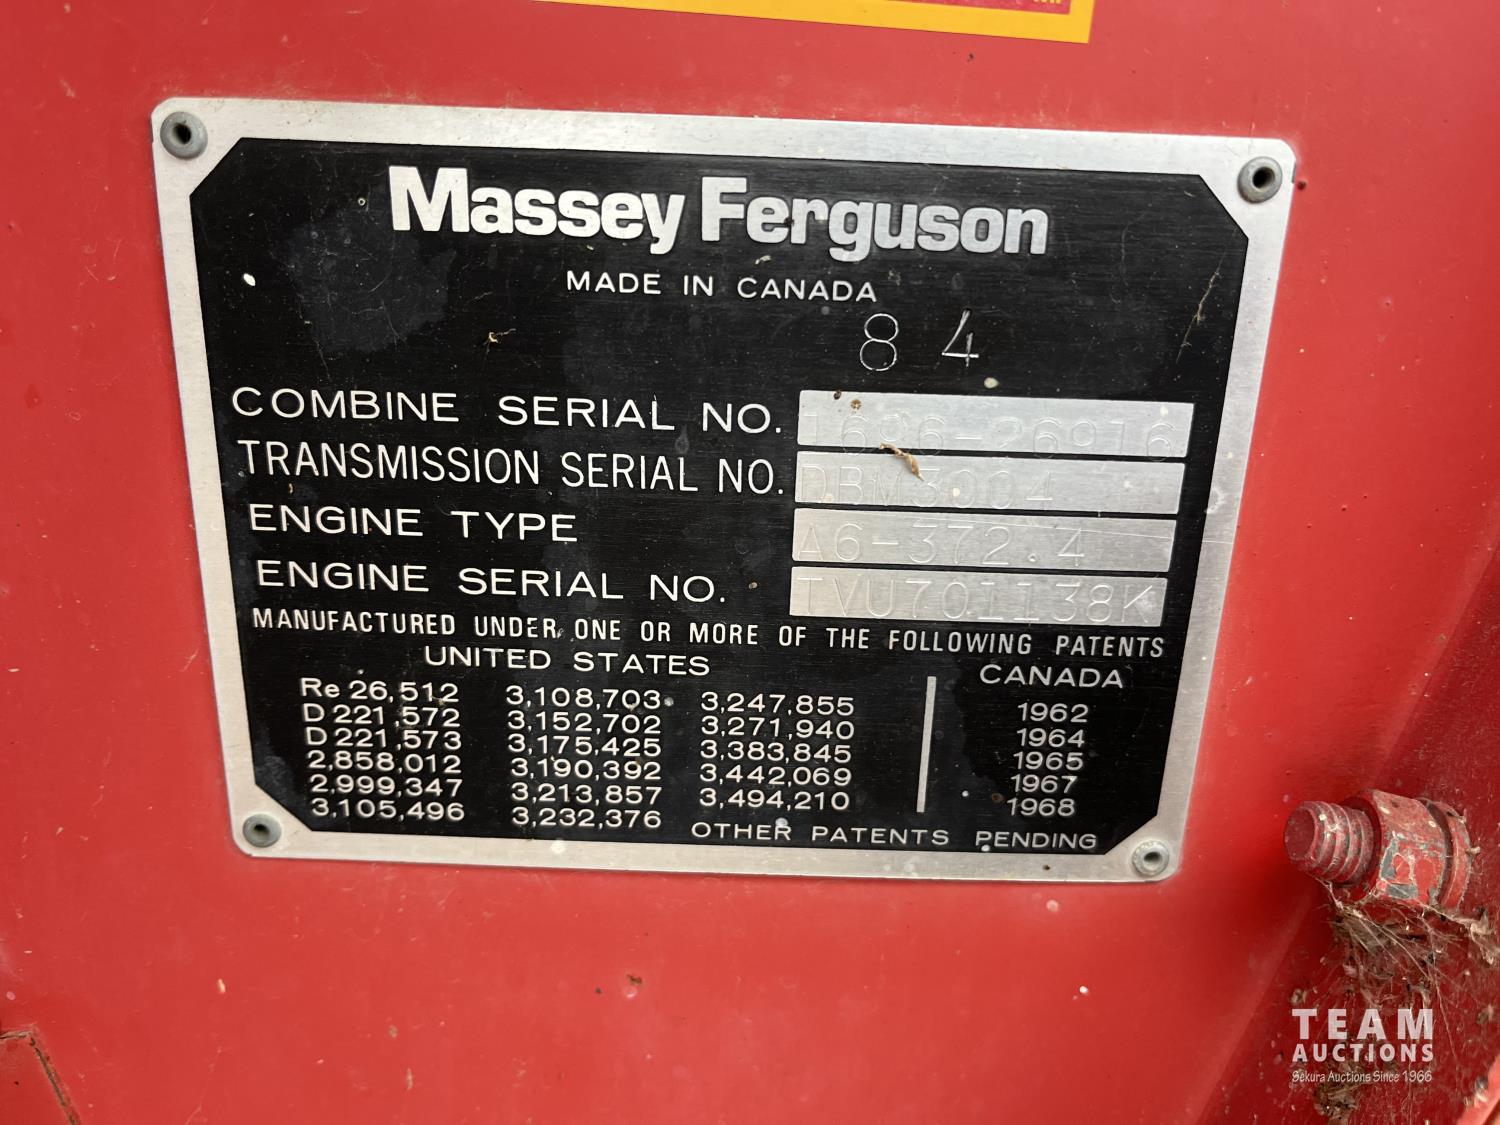 Massey Ferguson
MADE IN CANADA
84
COMBINE SERIAL NO. 1636-26916
TRANSMISSION SERIAL NO. DBM3004
ENGINE TYPE A6-372.4
ENGINE SERIAL NO. TVU701138K
MANUFACTURED UNDER ONE OR MORE OF THE FOLLOWING PATENTS
UNITED STATES CANADA
Re 26,512 3,108,703 3,247,855 1962
D 221,572 3,152,702 3,271,940 1964
D 221,573 3,175,425 3,383,845 1965
2,858,012 3,190,392 3,442,069 1967
2,999,347 3,213,857 3,494,210 1968
3,105,496 3,232,376 OTHER PATENTS PENDING
TEAM
AUCTIONS
Sekura Auctions Since 1966